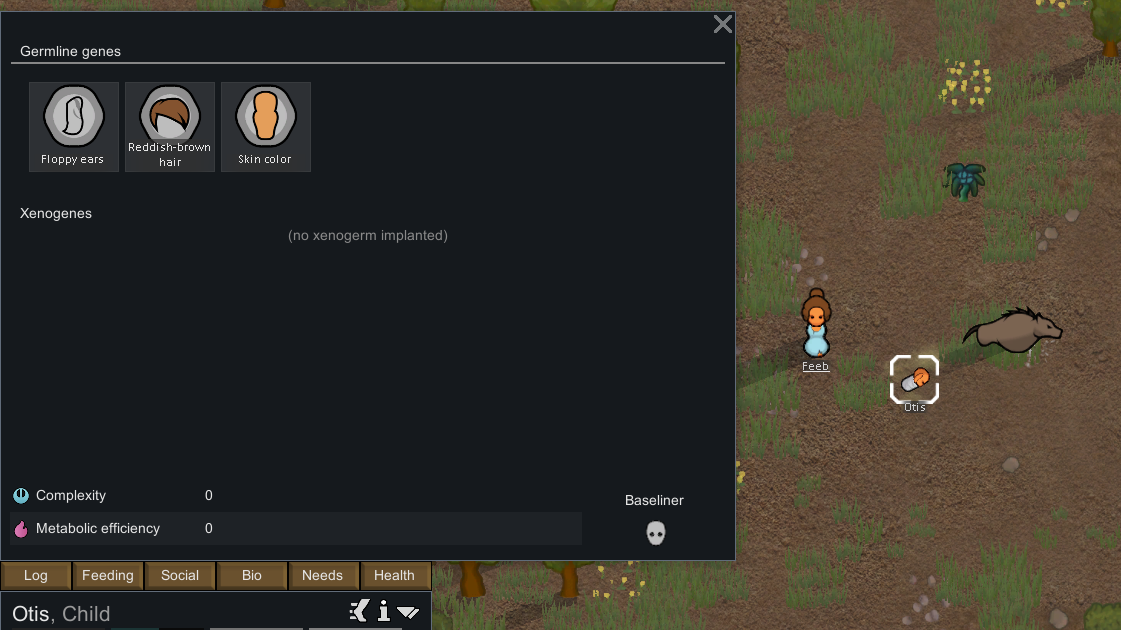 Germline genes
Floppy ears
Reddish-brown
hair
Skin color
Xenogenes
(no xenogerm implanted)
Feeb
Otis
Complexity 0
Baseliner
Metabolic efficiency 0
Log Feeding Social Bio Needs Health
Otis, Child